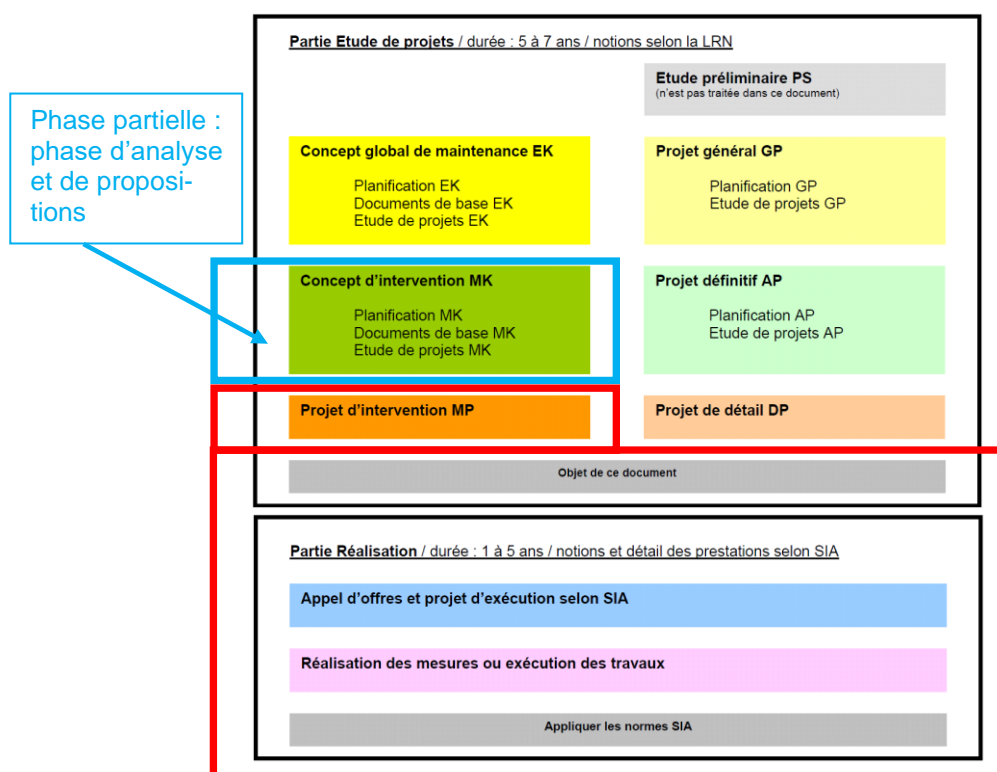 Partie Etude de projets / durée : 5 à 7 ans / notions selon la LRN
Etude préliminaire PS
(n'est pas traitée dans ce document)
Phase partielle :
phase d'analyse
et de proposi-
tions
Concept global de maintenance EK
Planification EK
Documents de base EK
Etude de projets EK
Projet général GP
Planification GP
Etude de projets GP
Concept d'intervention MK
Planification MK
Documents de base MK
Etude de projets MK
Projet définitif AP
Planification AP
Etude de projets AP
Projet d'intervention MP
Projet de détail DP
Objet de ce document
Partie Réalisation / durée : 1 à 5 ans / notions et détail des prestations selon SIA
Appel d'offres et projet d'exécution selon SIA
Réalisation des mesures ou exécution des travaux
Appliquer les normes SIA